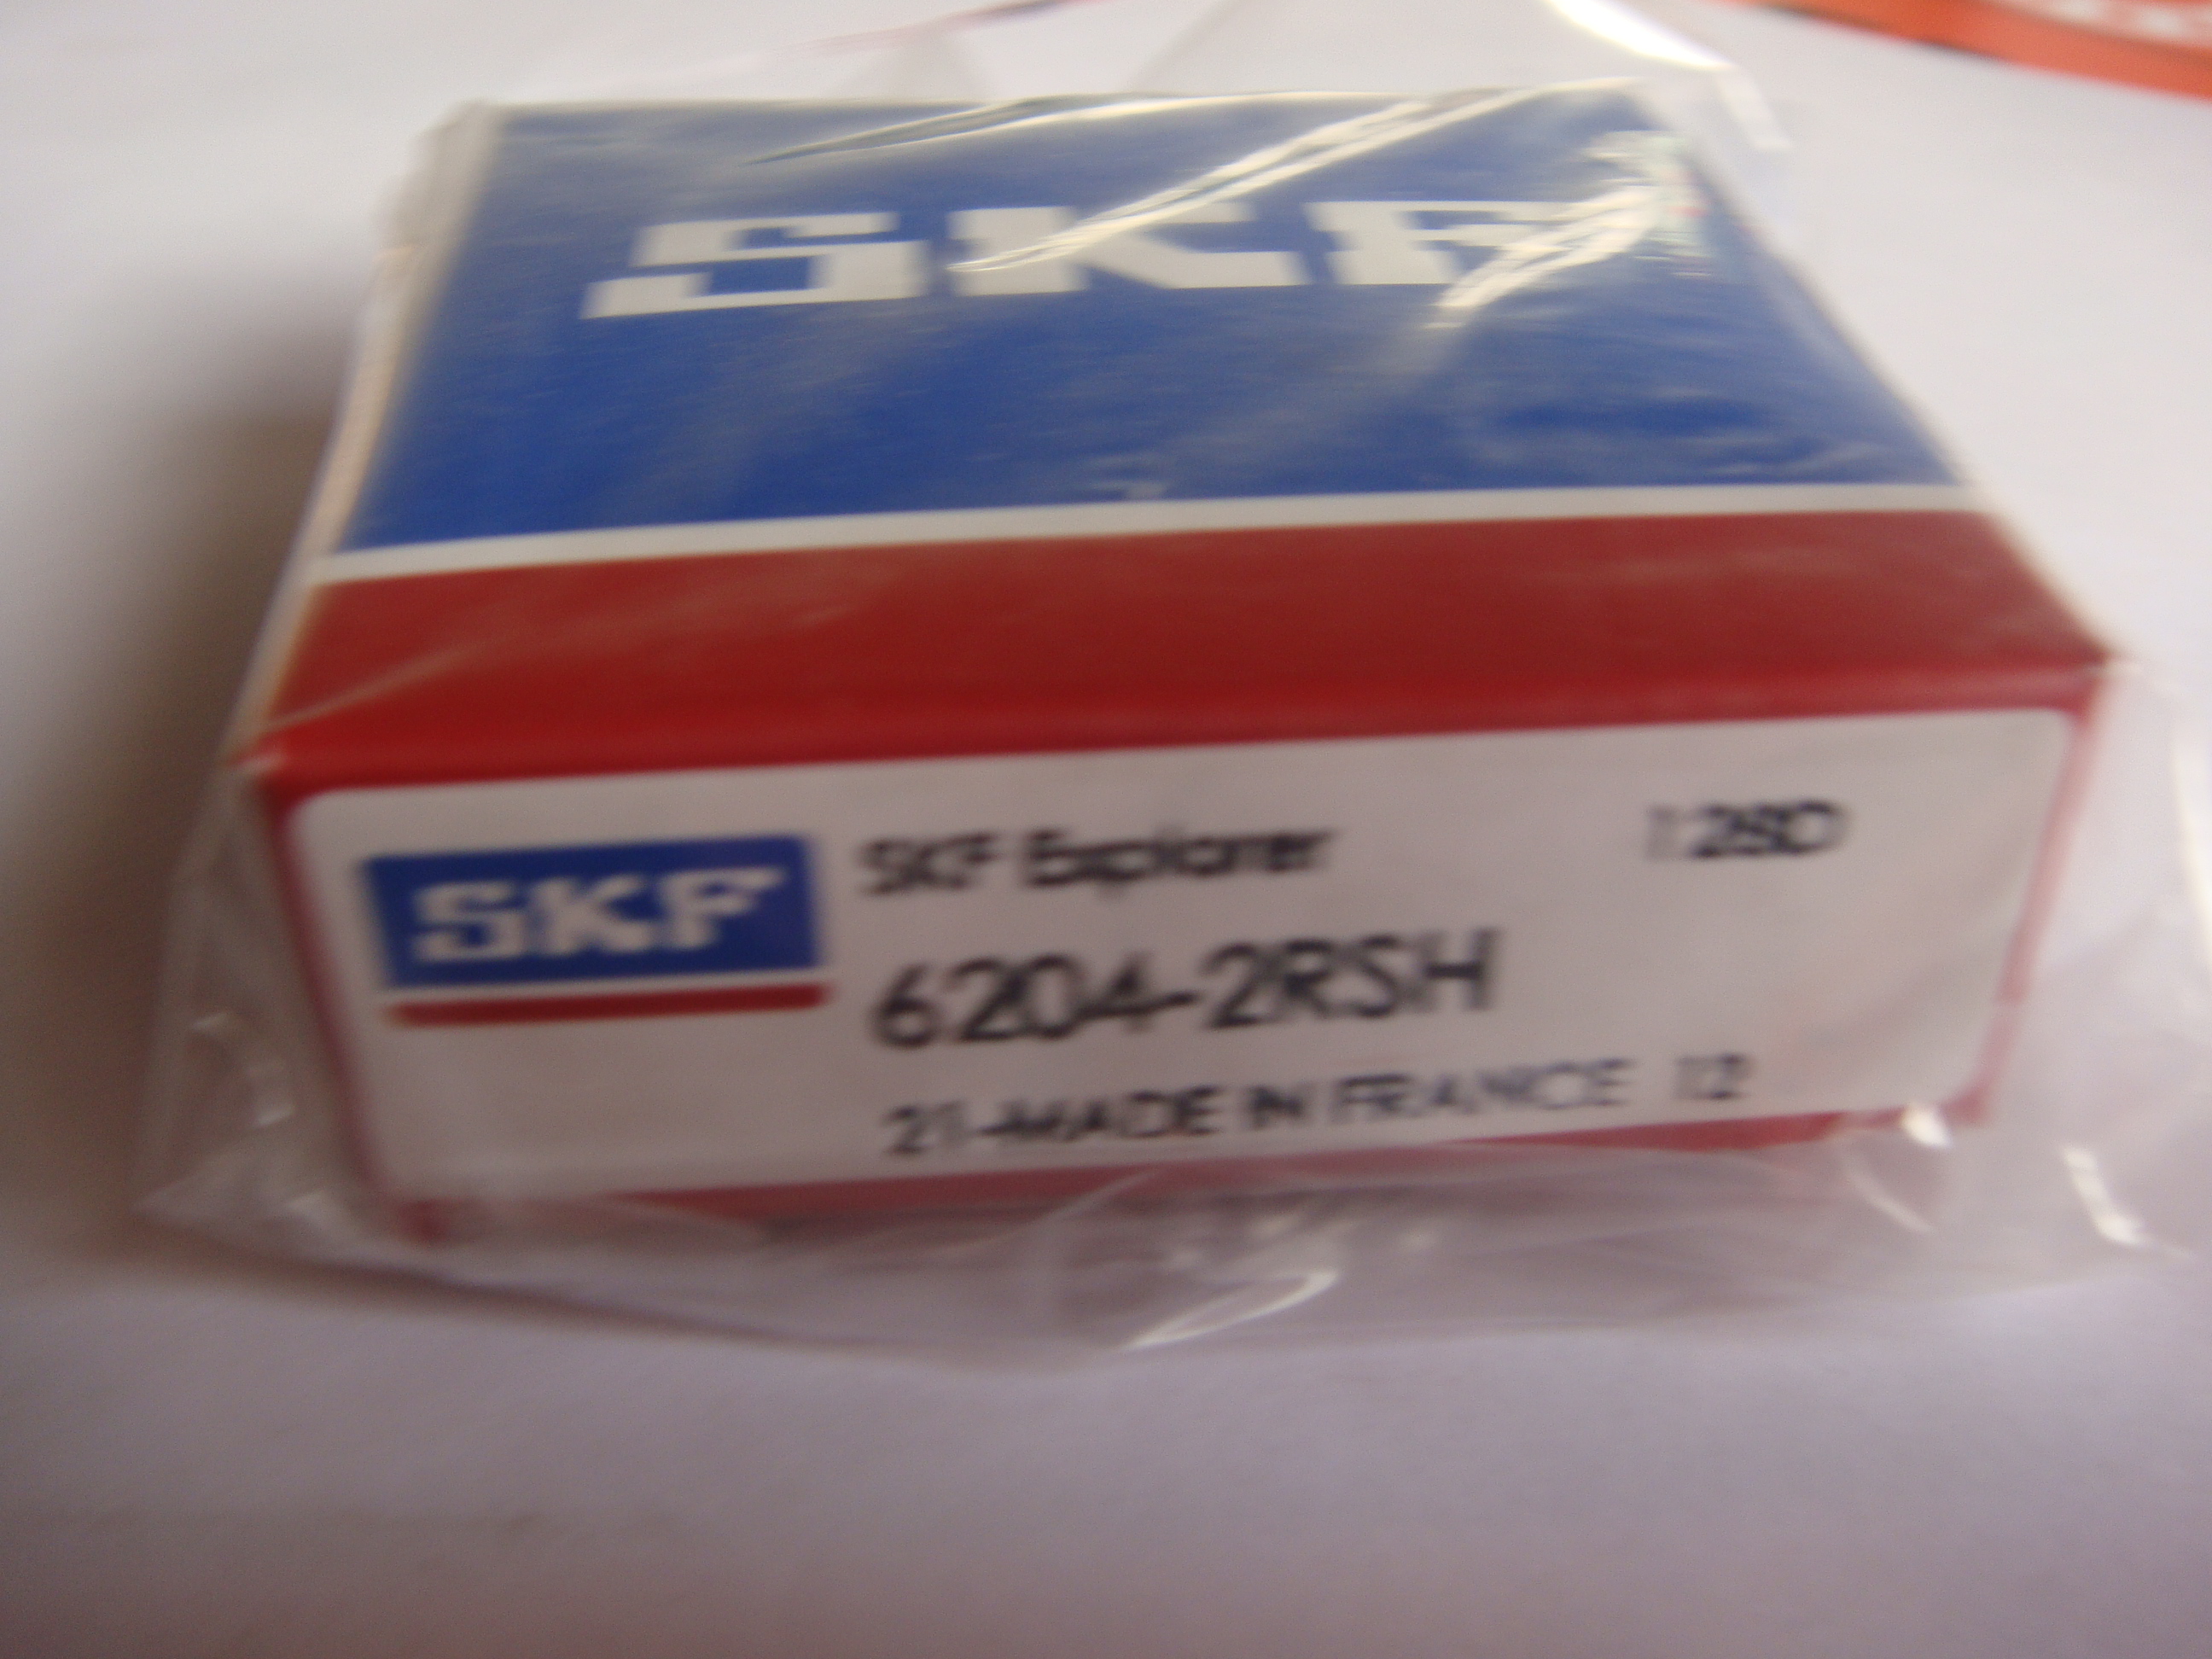 SKF
SKF
SKF Explorer
6204-2RSH
21-MADE IN FRANCE 12